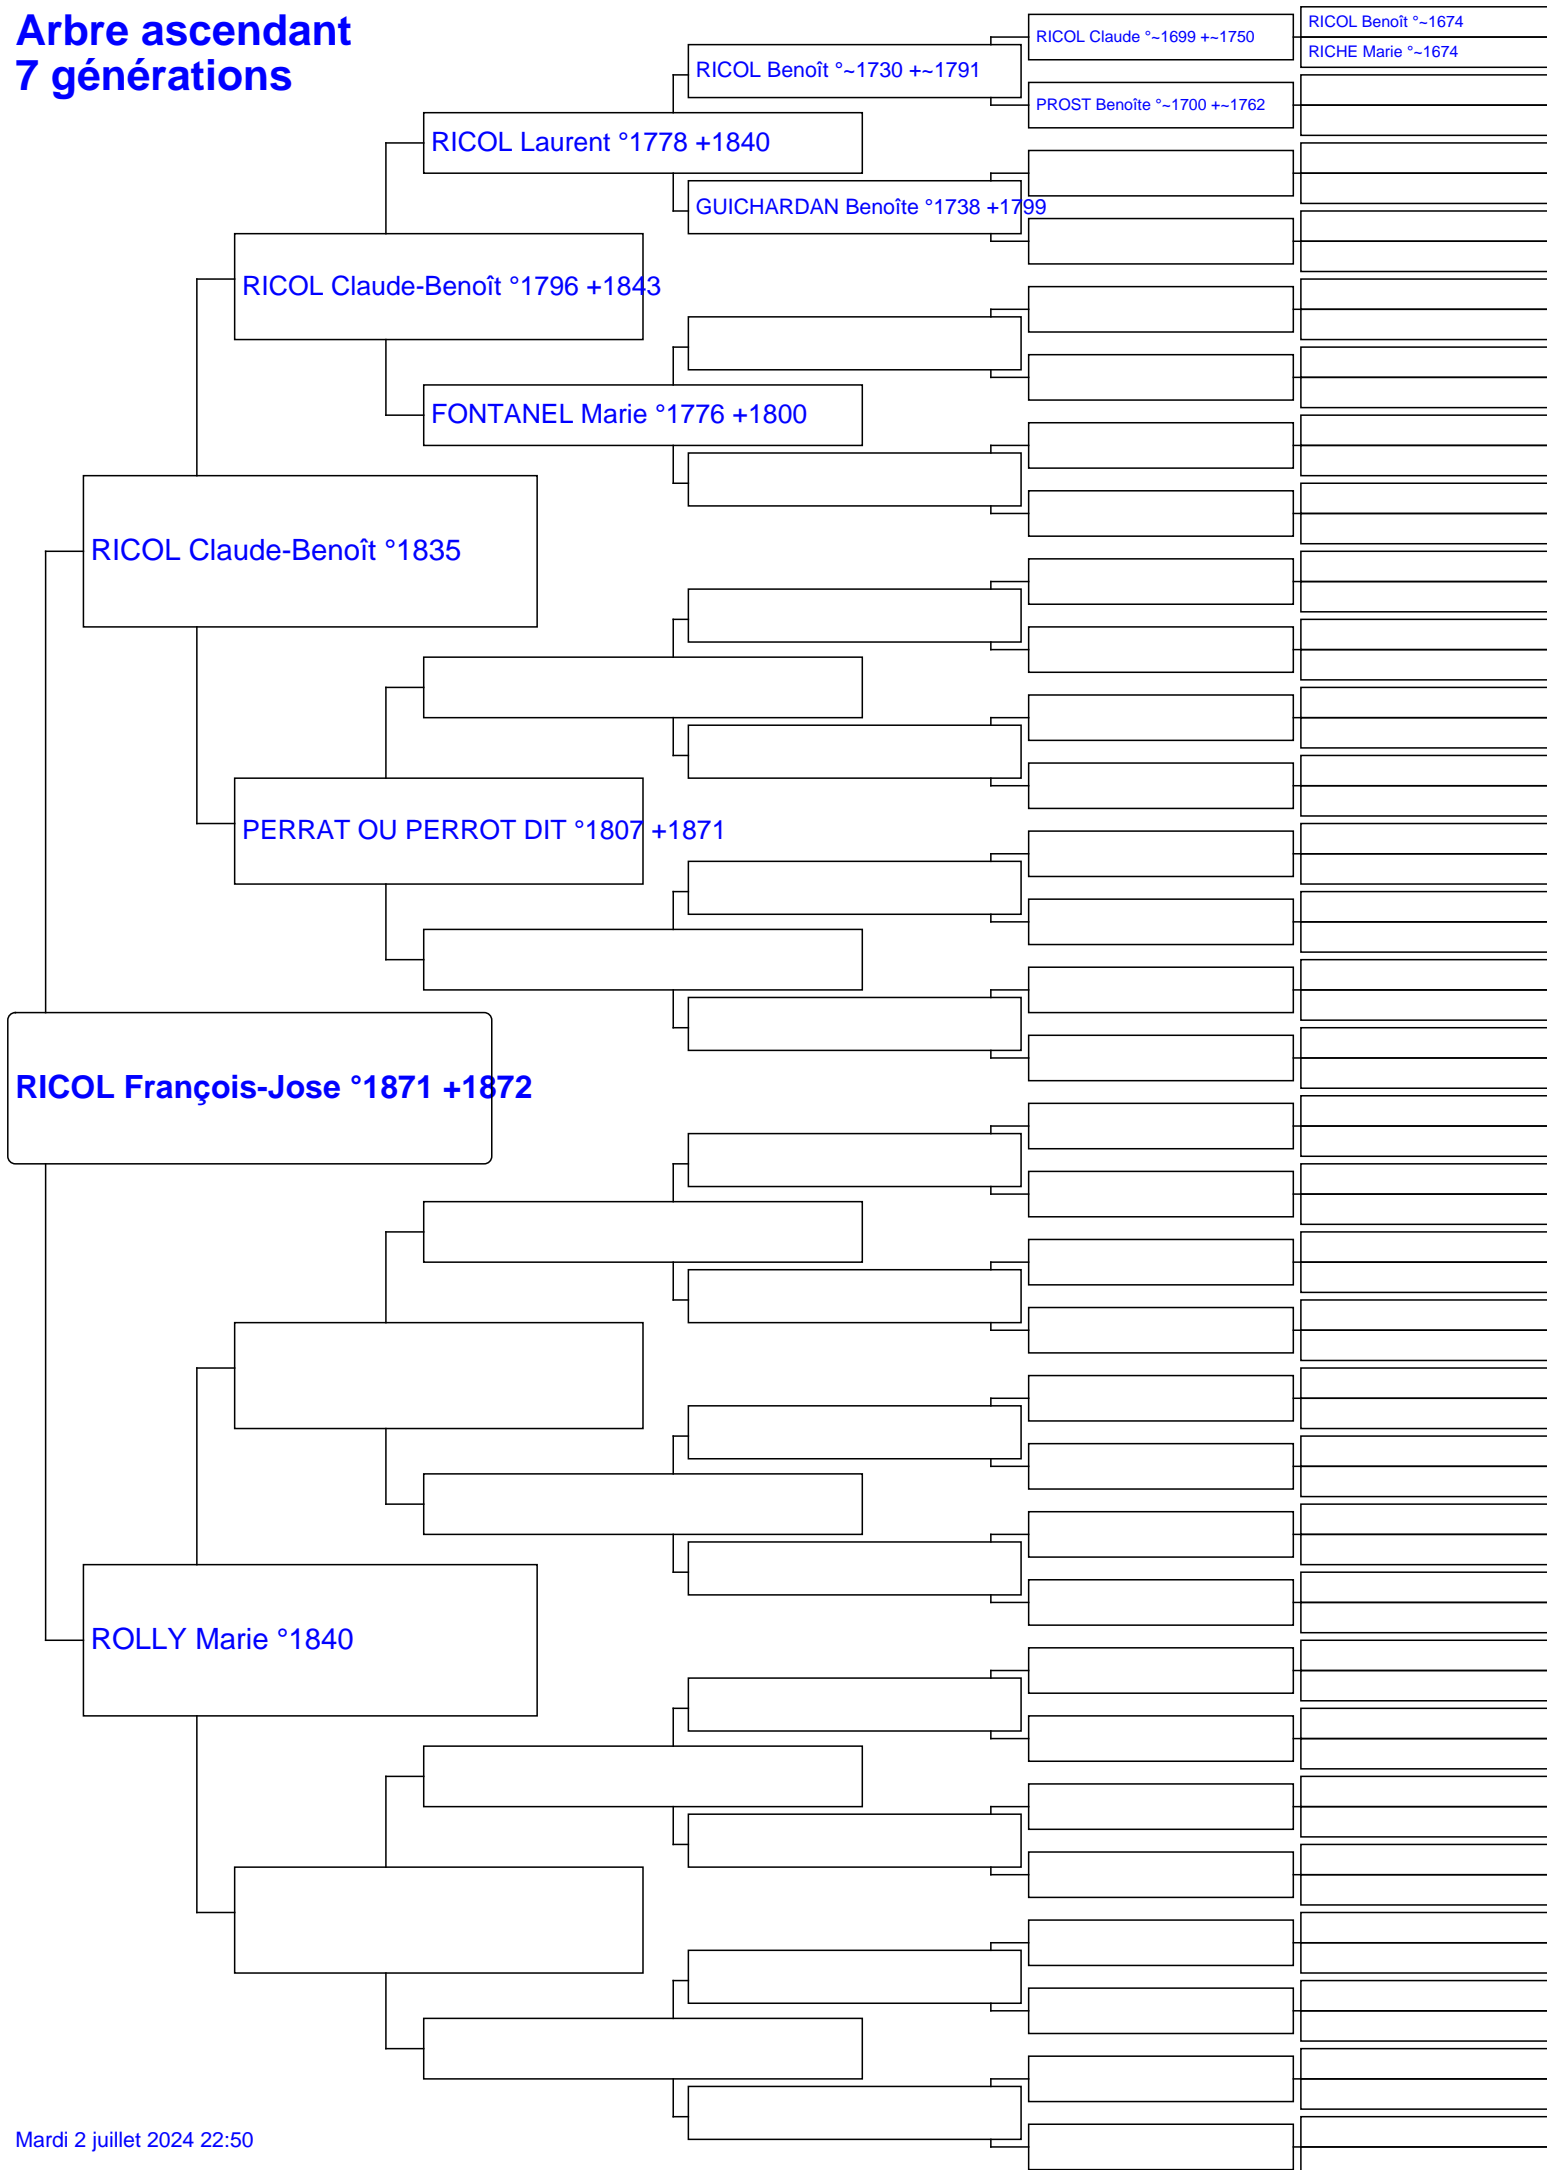 Arbre ascendant
7 générations
RICOL Benoît °~1674
RICHE Marie °~1674
RICOL Claude °~1699 +~1750
PROST Benoîte °~1700 +~1762
RICOL Benoît °~1730 +~1791
GUICHARDAN Benoîte °1738 +1799
RICOL Laurent °1778 +1840
FONTANEL Marie °1776 +1800
RICOL Claude-Benoît °1796 +1843
PERRAT OU PERROT DIT °1807 +1871
RICOL Claude-Benoît °1835
RICOL François-Jose °1871 +1872
ROLLY Marie °1840
Mardi 2 juillet 2024 22:50